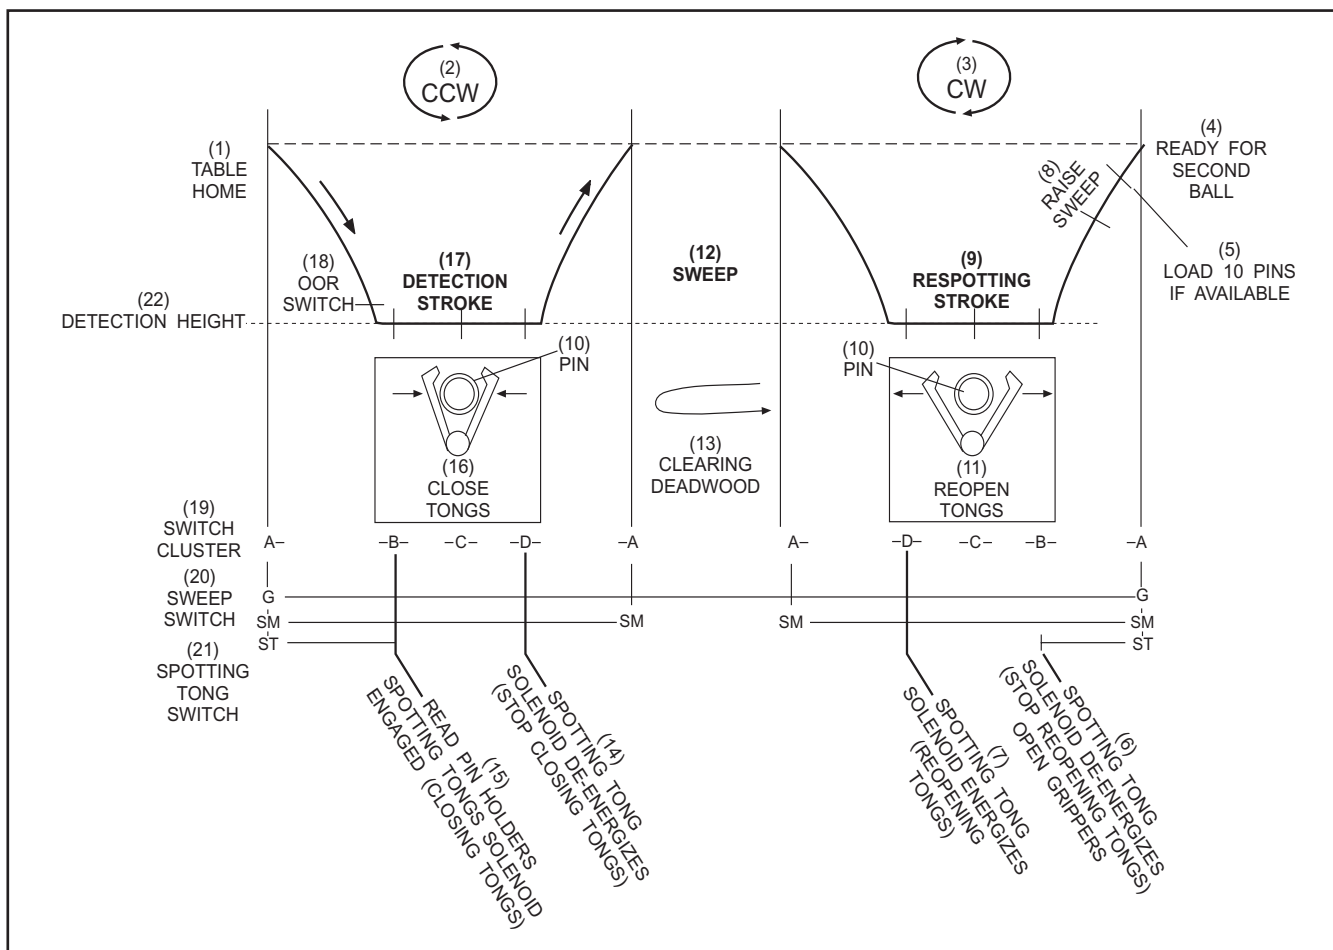 (2)
CCW
(3)
CW
(1)
TABLE
HOME
(4)
READY FOR
SECOND
BALL
(8)
RAISE
SWEEP
(5)
LOAD 10 PINS
IF AVAILABLE
(18)
OOR
SWITCH
(17)
DETECTION
STROKE
(12)
SWEEP
(9)
RESPOTTING
STROKE
(22)
DETECTION HEIGHT
(10)
PIN
(10)
PIN
(16)
CLOSE
TONGS
(13)
CLEARING
DEADWOOD
(11)
REOPEN
TONGS
(19)
SWITCH
CLUSTER
A– –B– –C– –D– –A A– –D– –C– –B– –A
(20)
SWEEP
SWITCH
G G
SM SM SM SM
ST ST
(21)
SPOTTING
TONG
SWITCH
(15)
READ PIN HOLDERS
SPOTTING TONGS SOLENOID
ENGAGED (CLOSING TONGS)
(14)
SPOTTING TONG
SOLENOID DE-ENERGIZES
(STOP CLOSING TONGS)
(7)
SPOTTING TONG
SOLENOID ENERGIZES
(REOPENING
TONGS)
(6)
SPOTTING TONG
SOLENOID DE-ENERGIZES
(STOP REOPENING TONGS)
OPEN GRIPPERS